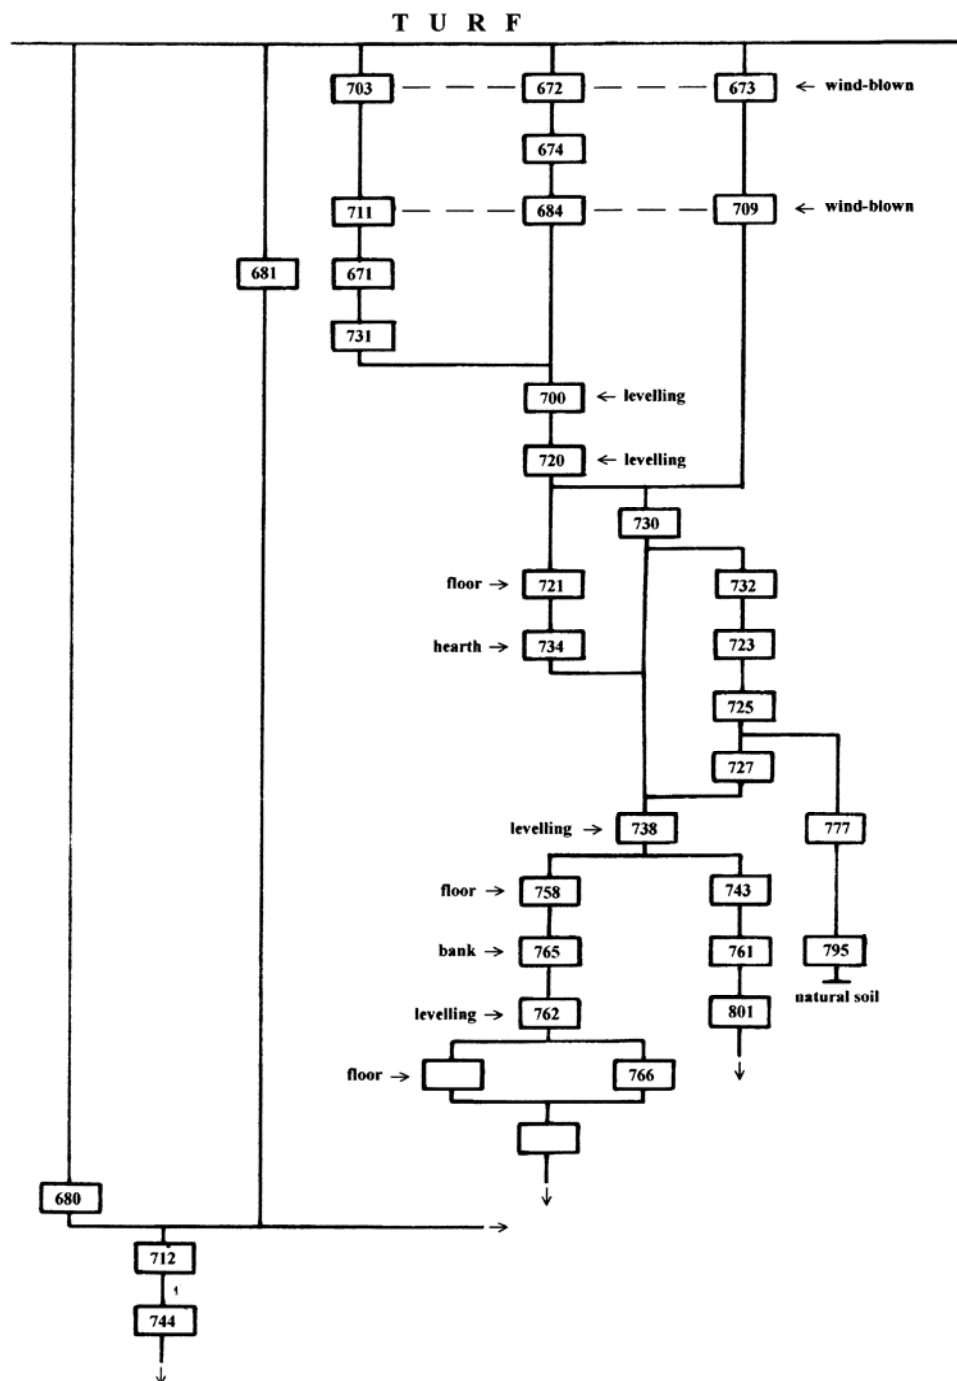 T U R F
703 672 673 ← wind-blown
674
711 684 709 ← wind-blown
681 671
731
700 ← levelling
720 ← levelling
730
floor → 721 732
hearth → 734 723
725
727
levelling → 738 777
floor → 758 743
bank → 765 761 795
natural soil
levelling → 762 801
floor → 766
680
712
744